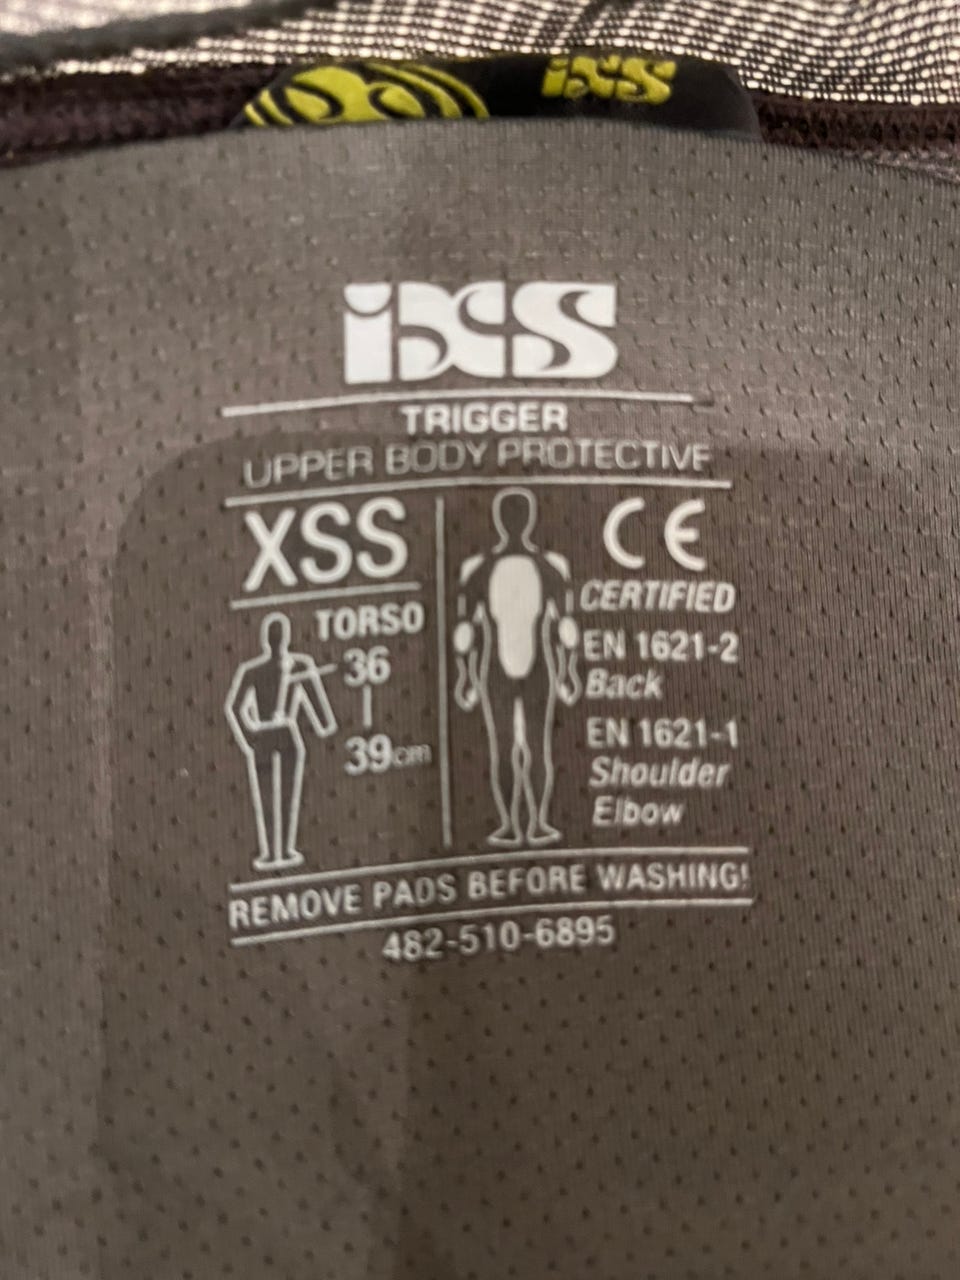 iXS
iXS
TRIGGER
UPPER BODY PROTECTIVE
XSS
TORSO
36
39cm
CE
CERTIFIED
EN 1621-2
Back
EN 1621-1
Shoulder
Elbow
REMOVE PADS BEFORE WASHING!
482-510-6895